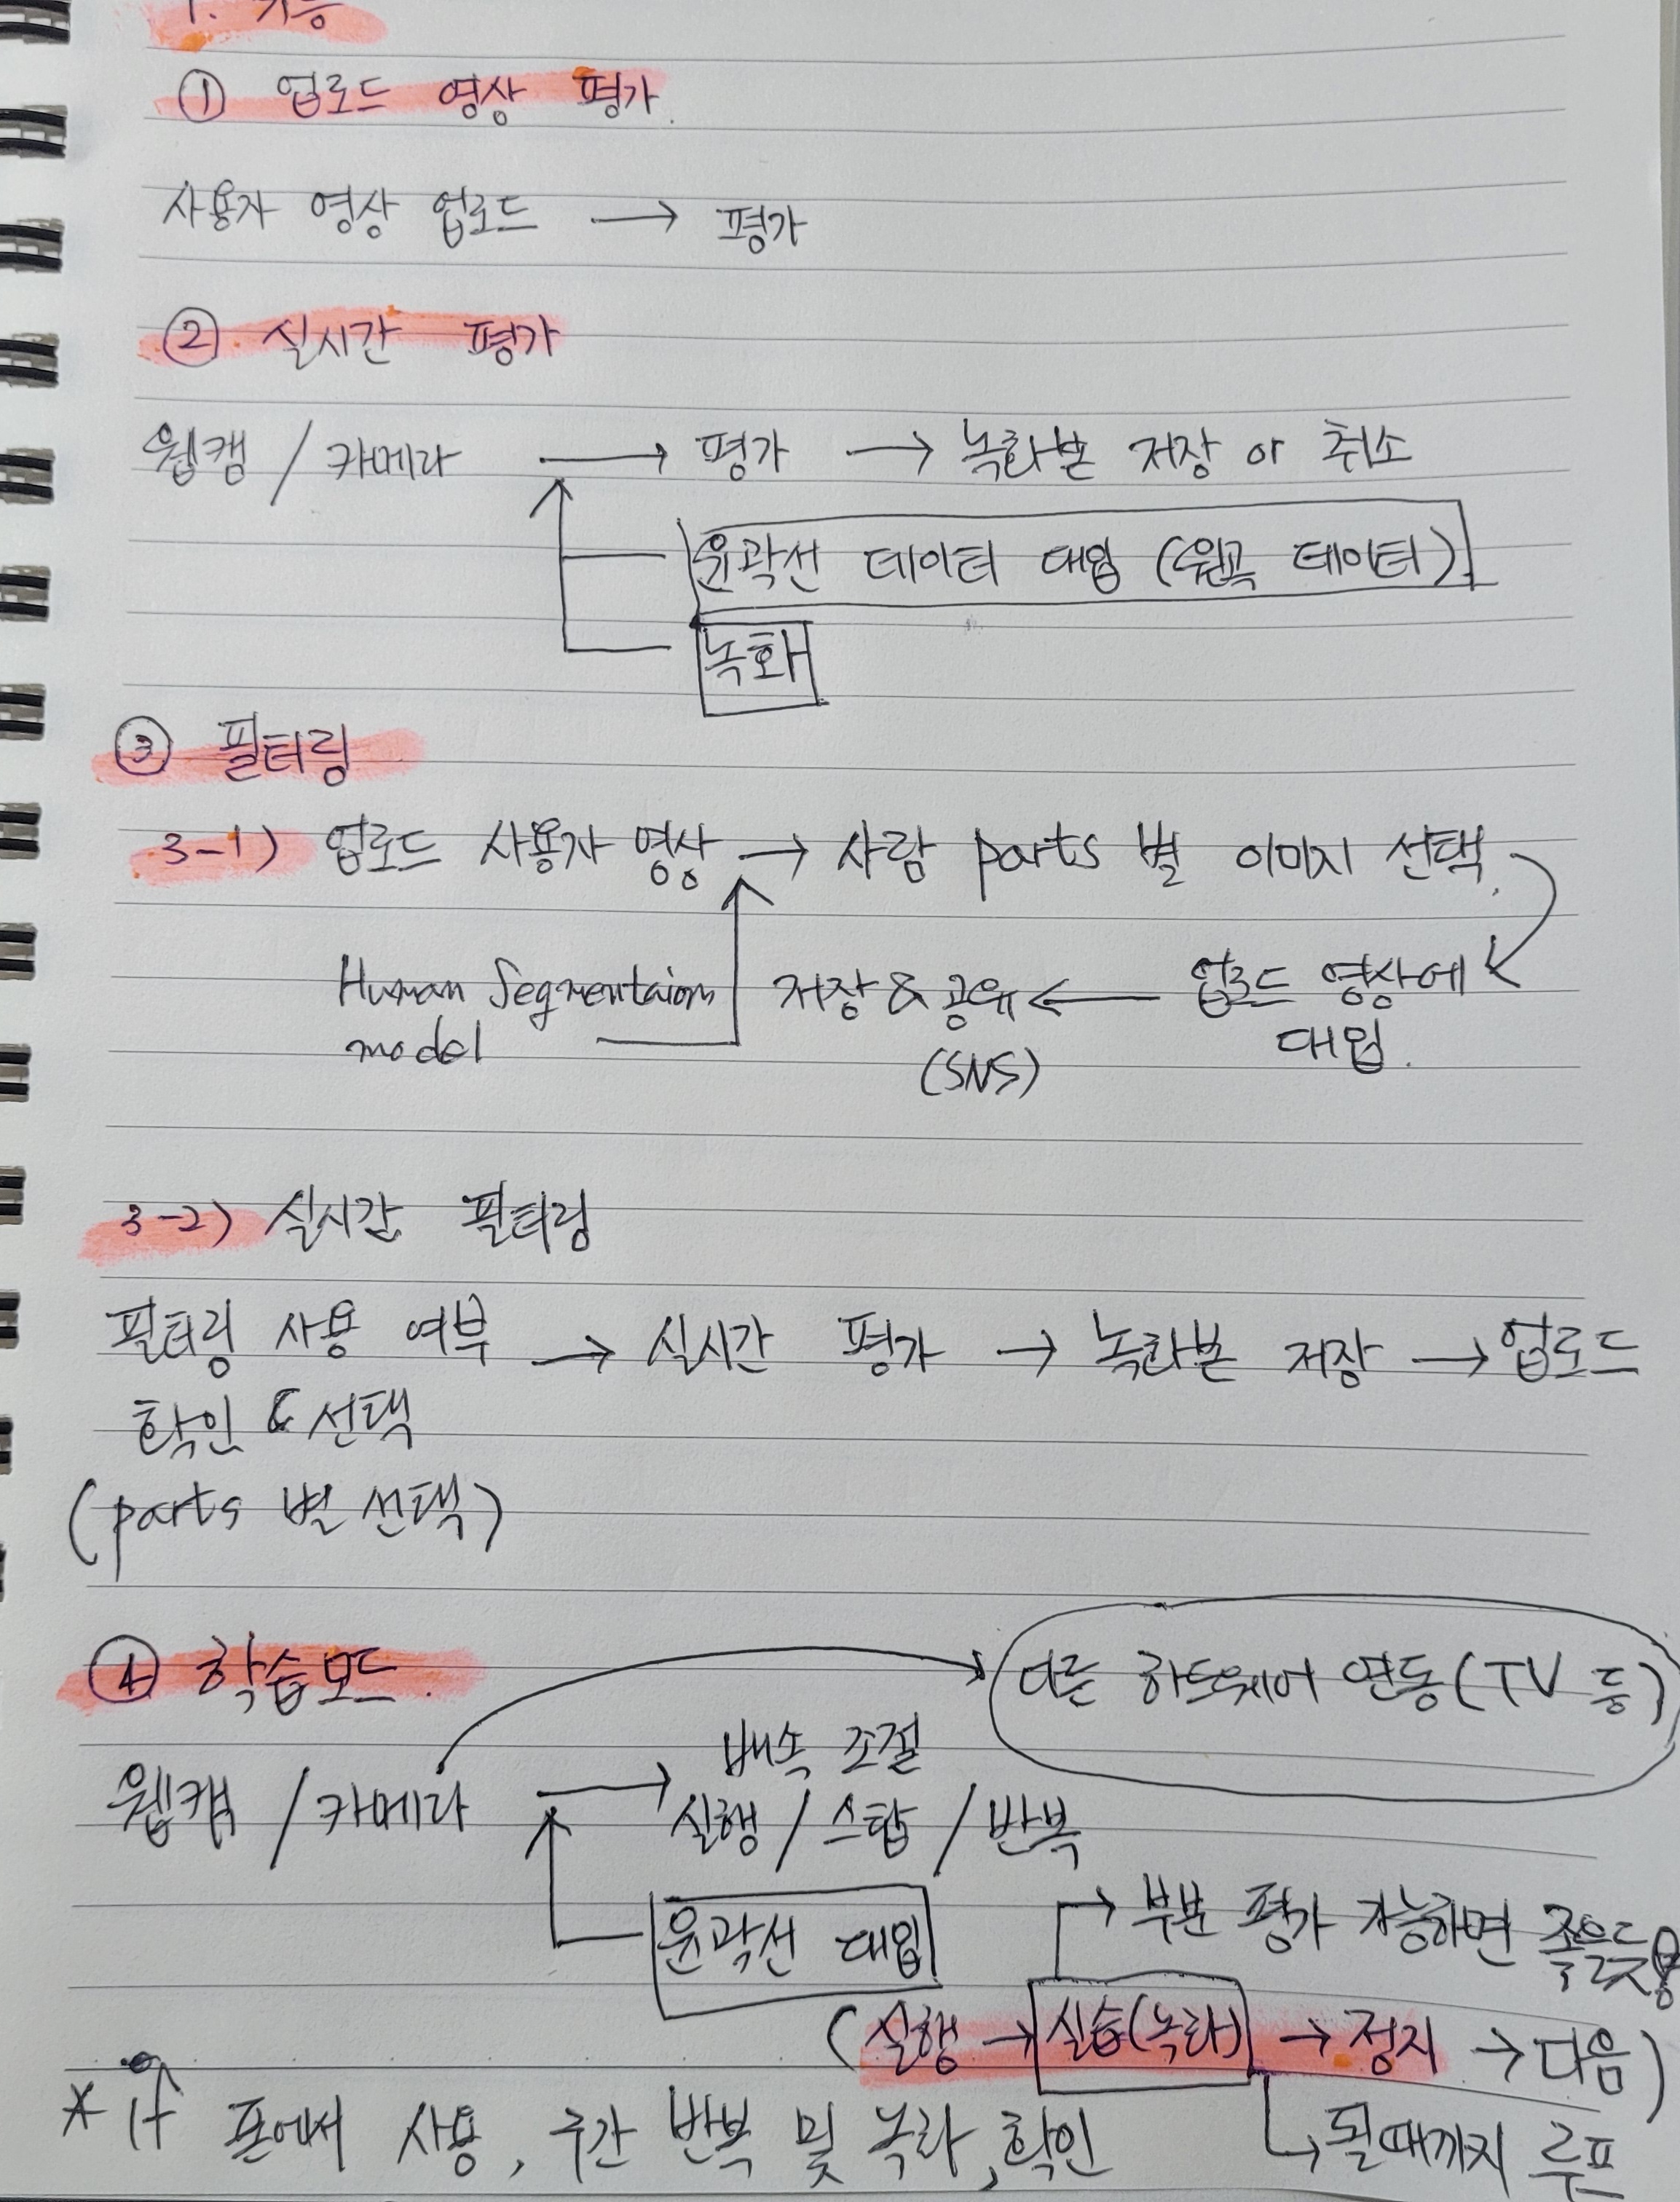 1. 기능
① 업로드 영상 평가.
사용자 영상 업로드 → 평가
② 실시간 평가
웹캠 / 카메라 → 평가 → 녹화본 저장 or 취소
윤곽선 데이터 대입 (원곡 데이터)
녹화
③ 필터링
3-1) 업로드 사용자 영상 → 사람 parts 별 이미지 선택.
Human Segmentaion 저장 & 공유 ← 업로드 영상에
model (SNS) 대입.
3-2) 실시간 필터링
필터링 사용 여부 → 실시간 평가 → 녹화본 저장 → 업로드
확인 & 선택
(parts 별 선택)
④ 학습모드.
다른 하드웨어 연동 (TV 등)
배속 조절
웹캠 / 카메라 → 실행 / 스탑 / 반복
윤곽선 대입
부분 평가 가능하면 좋을듯
(실행 → 실습(녹화) → 정지 → 다음)
* if 폰에서 사용, 구간 반복 및 녹화, 확인
될때까지 루프